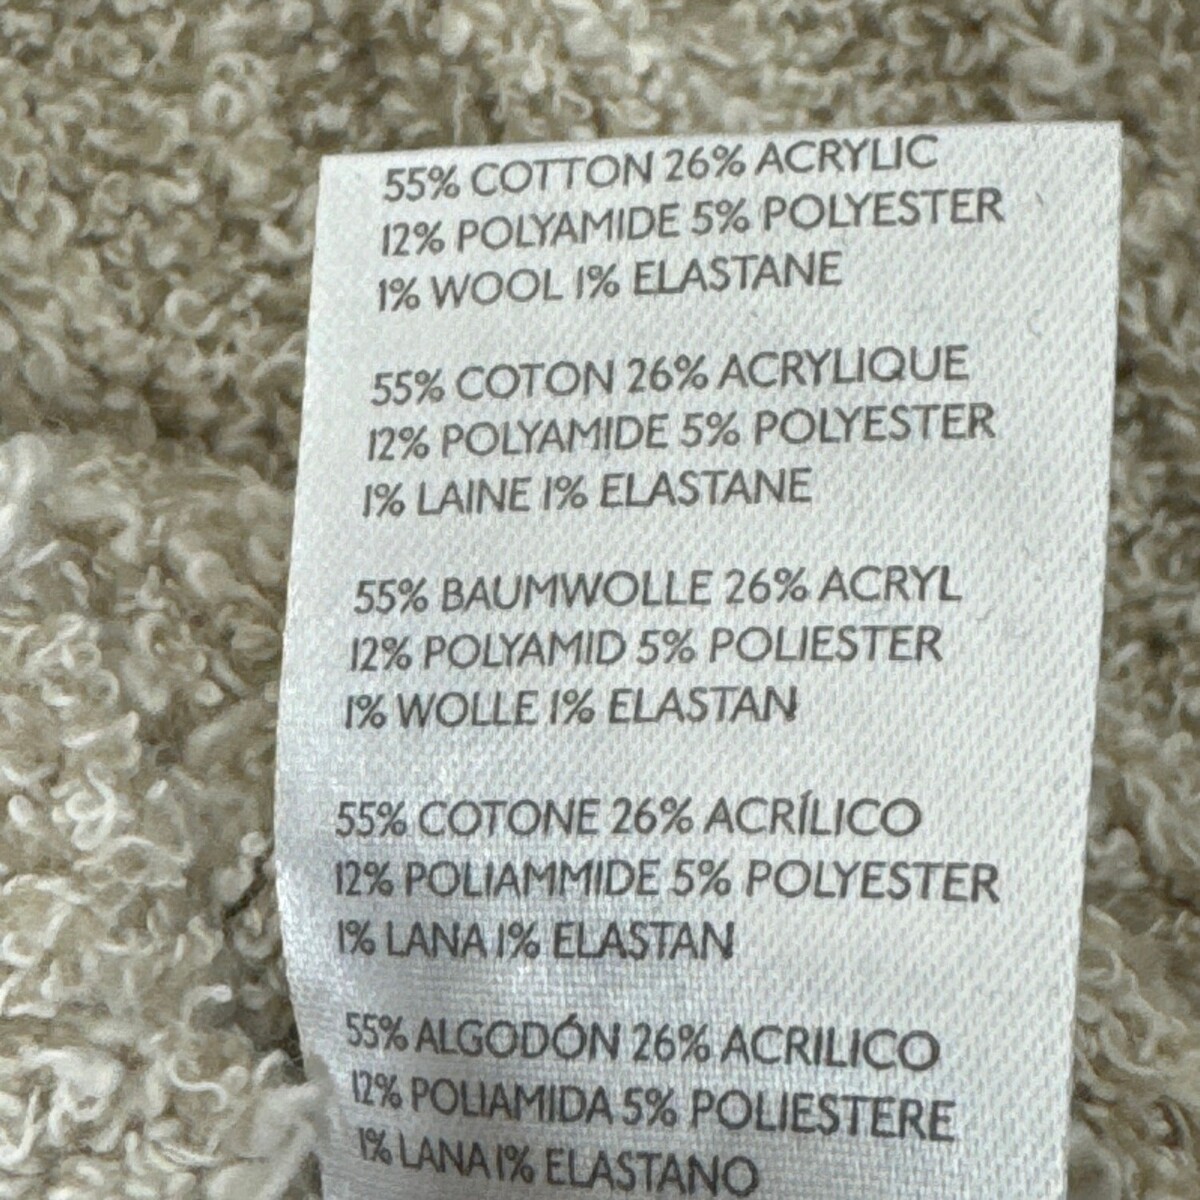 55% COTTON 26% ACRYLIC
12% POLYAMIDE 5% POLYESTER
1% WOOL 1% ELASTANE
55% COTON 26% ACRYLIQUE
12% POLYAMIDE 5% POLYESTER
1% LAINE 1% ELASTANE
55% BAUMWOLLE 26% ACRYL
12% POLYAMID 5% POLIESTER
1% WOLLE 1% ELASTAN
55% COTONE 26% ACRÍLICO
12% POLIAMMIDE 5% POLYESTER
1% LANA 1% ELASTAN
55% ALGODÓN 26% ACRILICO
12% POLIAMIDA 5% POLIESTERE
1% LANA 1% ELASTANO